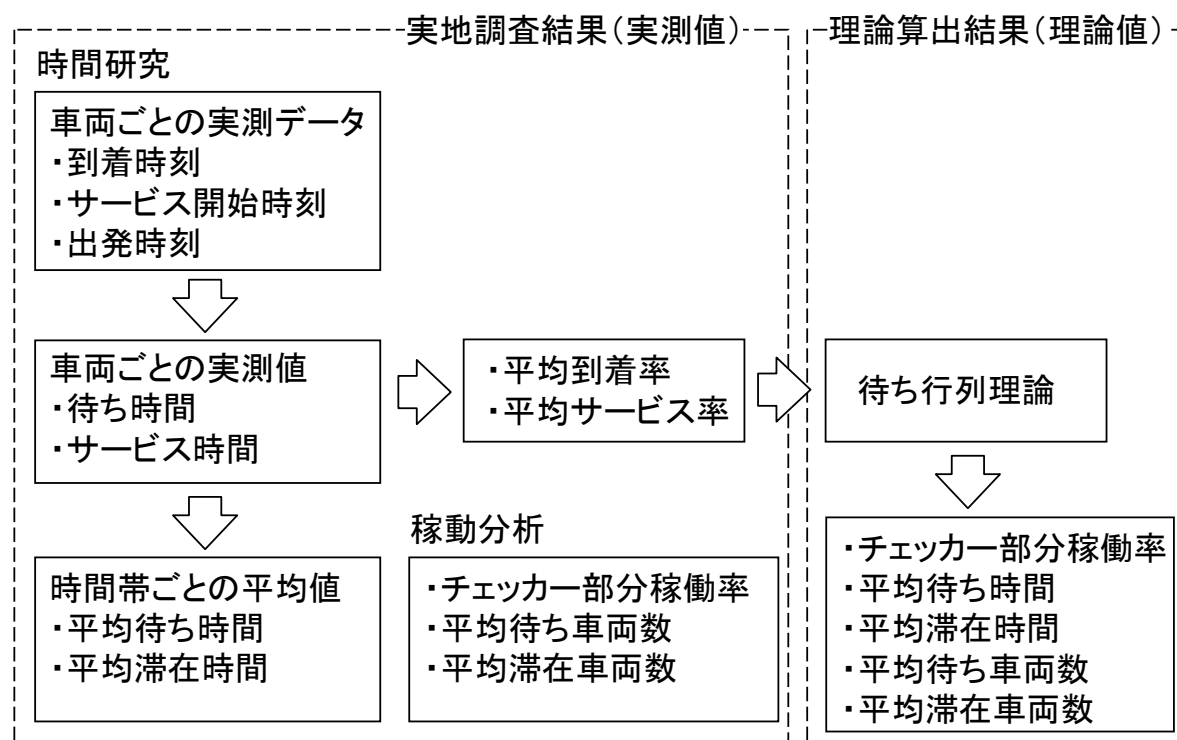 実地調査結果(実測値)
時間研究
車両ごとの実測データ
・到着時刻
・サービス開始時刻
・出発時刻
車両ごとの実測値
・待ち時間
・サービス時間
・平均到着率
・平均サービス率
時間帯ごとの平均値
・平均待ち時間
・平均滞在時間
稼動分析
・チェッカー部分稼働率
・平均待ち車両数
・平均滞在車両数
理論算出結果(理論値)
待ち行列理論
・チェッカー部分稼働率
・平均待ち時間
・平均滞在時間
・平均待ち車両数
・平均滞在車両数